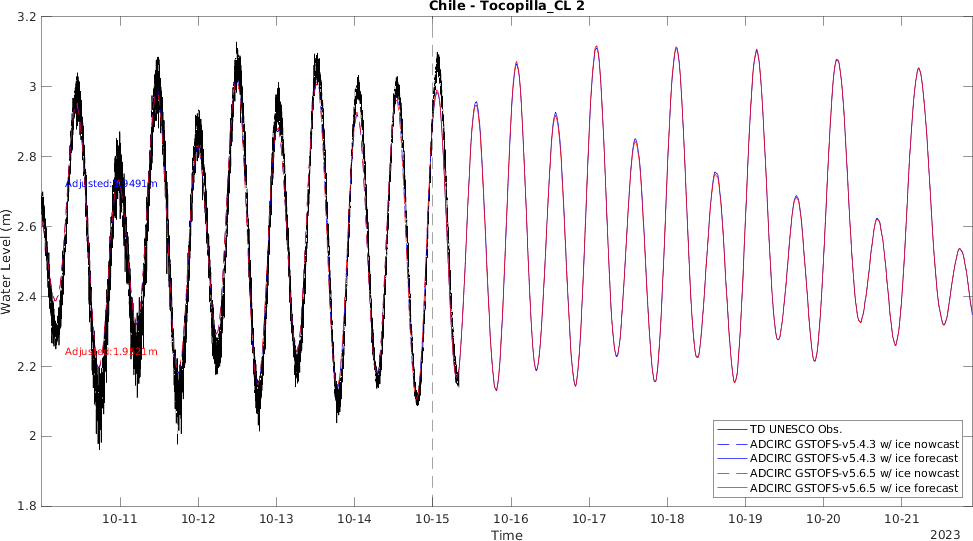 Chile - Tocopilla_CL 2
3.2
3
2.8
2.6
2.4
2.2
2
1.8
Water Level (m)
Adjusted:
9491m
Adjusted:1.9
21m
TD UNESCO Obs.
ADCIRC GSTOFS-v5.4.3 w/ ice nowcast
ADCIRC GSTOFS-v5.4.3 w/ ice forecast
ADCIRC GSTOFS-v5.6.5 w/ ice nowcast
ADCIRC GSTOFS-v5.6.5 w/ ice forecast
10-11 10-12 10-13 10-14 10-15 10-16 10-17 10-18 10-19 10-20 10-21
Time
2023